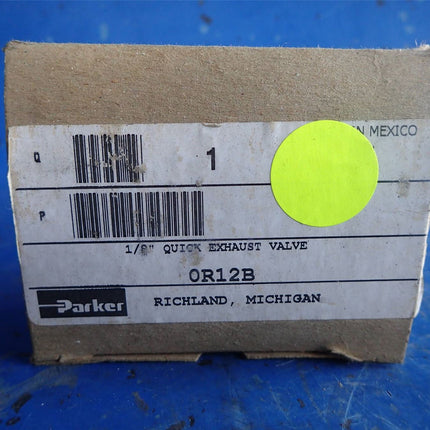 N MEXICO
Q 1
P
1/8" QUICK EXHAUST VALVE
0R12B
Parker RICHLAND, MICHIGAN